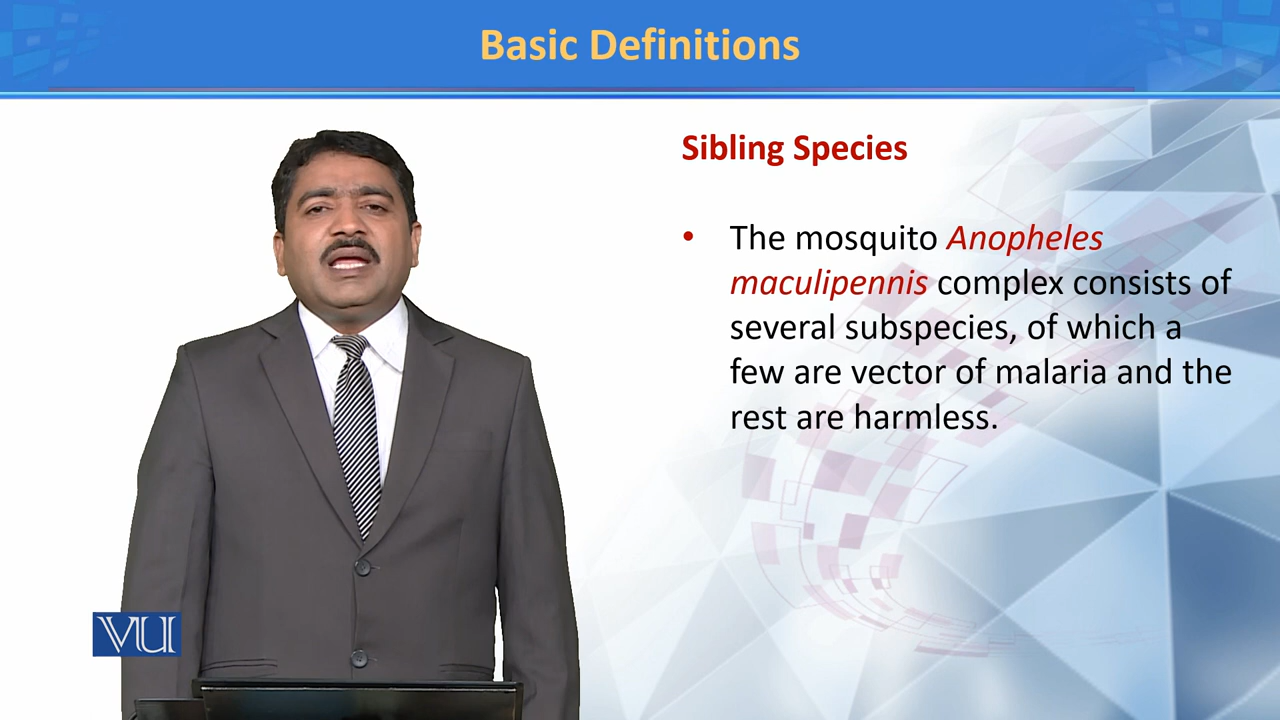 Basic Definitions
Sibling Species
• The mosquito Anopheles
maculipennis complex consists of
several subspecies, of which a
few are vector of malaria and the
rest are harmless.
VU